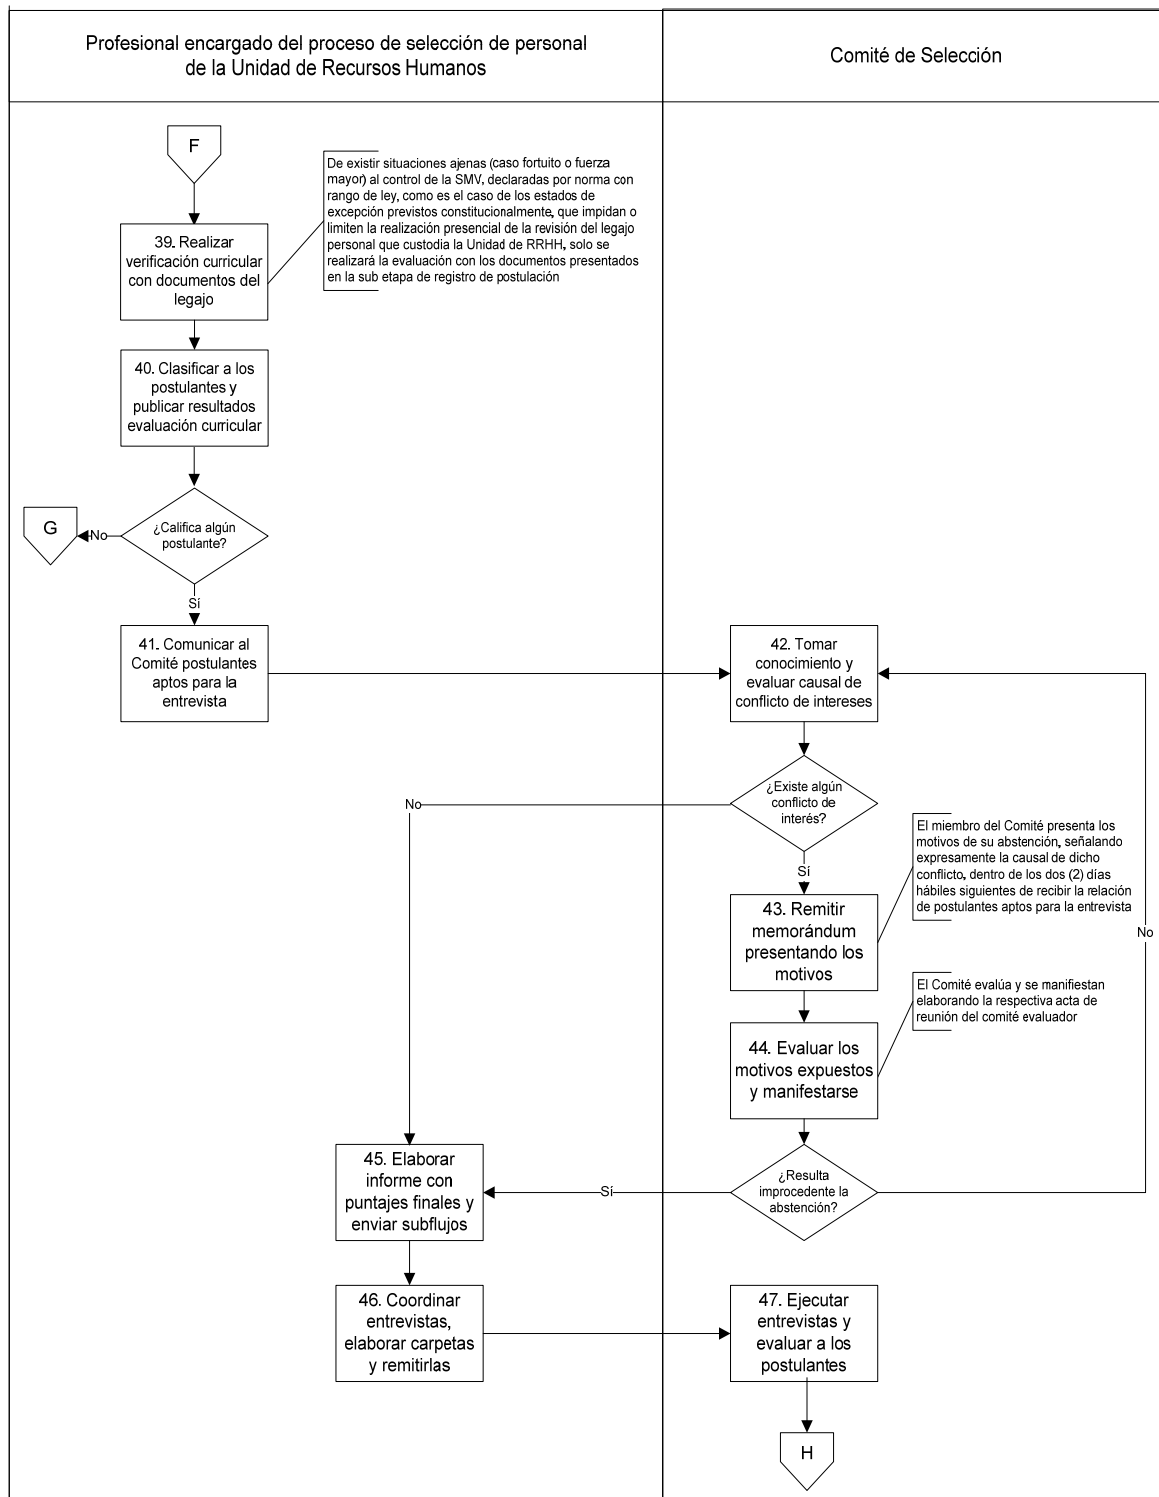 Profesional encargado del proceso de selección de personal
de la Unidad de Recursos Humanos
Comité de Selección
F
De existir situaciones ajenas (caso fortuito o fuerza
mayor) al control de la SMV, declaradas por norma con
rango de ley, como es el caso de los estados de
excepción previstos constitucionalmente, que impidan o
limiten la realización presencial de la revisión del legajo
personal que custodia la Unidad de RRHH, solo se
realizará la evaluación con los documentos presentados
en la sub etapa de registro de postulación
39. Realizar
verificación curricular
con documentos del
legajo
40. Clasificar a los
postulantes y
publicar resultados
evaluación curricular
¿Califica algún
postulante?
No
G
Sí
41. Comunicar al
Comité postulantes
aptos para la
entrevista
42. Tomar
conocimiento y
evaluar causal de
conflicto de intereses
¿Existe algún
conflicto de
interés?
No
Sí
El miembro del Comité presenta los
motivos de su abstención, señalando
expresamente la causal de dicho
conflicto, dentro de los dos (2) días
hábiles siguientes de recibir la relación
de postulantes aptos para la entrevista
43. Remitir
memorándum
presentando los
motivos
No
El Comité evalúa y se manifiestan
elaborando la respectiva acta de
reunión del comité evaluador
44. Evaluar los
motivos expuestos
y manifestarse
¿Resulta
improcedente la
abstención?
Sí
45. Elaborar
informe con
puntajes finales y
enviar subflujos
46. Coordinar
entrevistas,
elaborar carpetas
y remitirlas
47. Ejecutar
entrevistas y
evaluar a los
postulantes
H